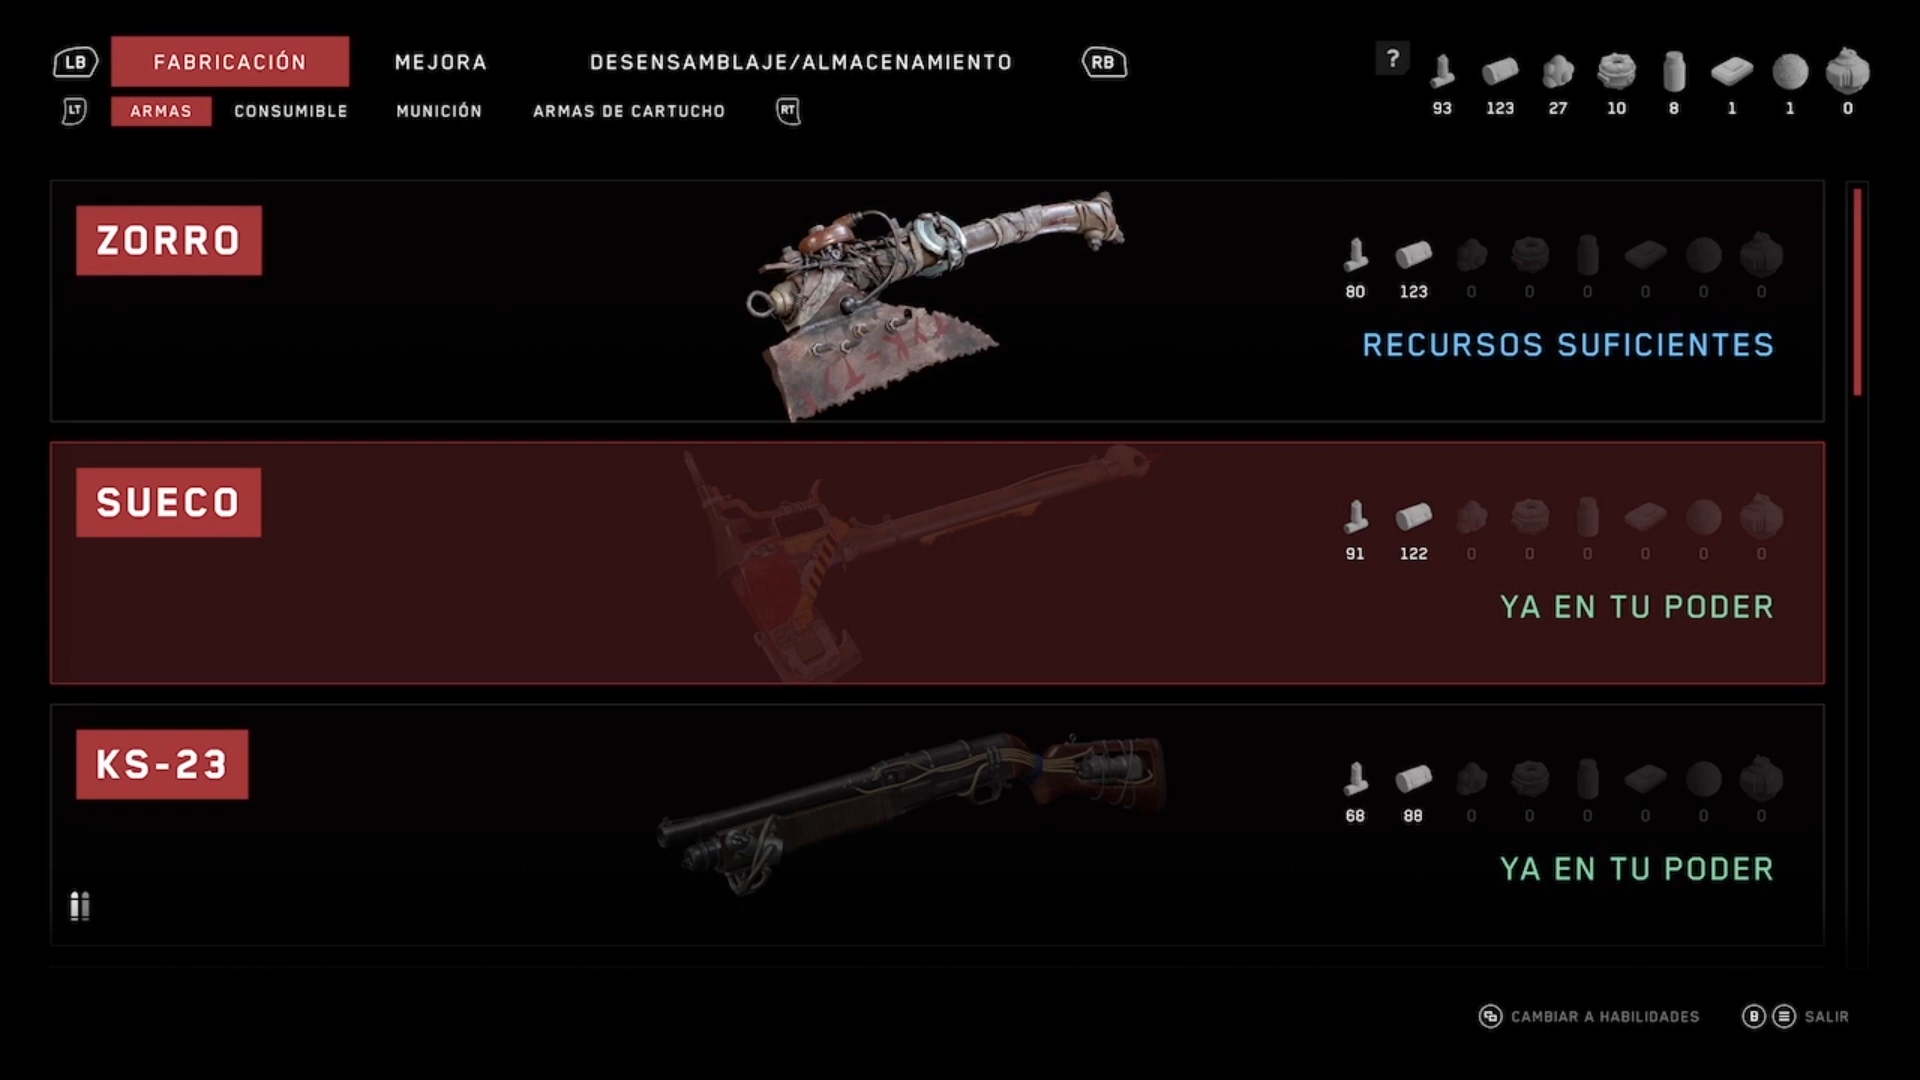 LB FABRICACIÓN MEJORA DESENSAMBLAJE/ALMACENAMIENTO RB ?
LT ARMAS CONSUMIBLE MUNICIÓN ARMAS DE CARTUCHO RT
93 123 27 10 8 1 1 0
ZORRO
80 123 0 0 0 0 0 0
RECURSOS SUFICIENTES
SUECO
91 122 0 0 0 0 0 0
YA EN TU PODER
KS-23
68 88 0 0 0 0 0 0
YA EN TU PODER
CAMBIAR A HABILIDADES B SALIR